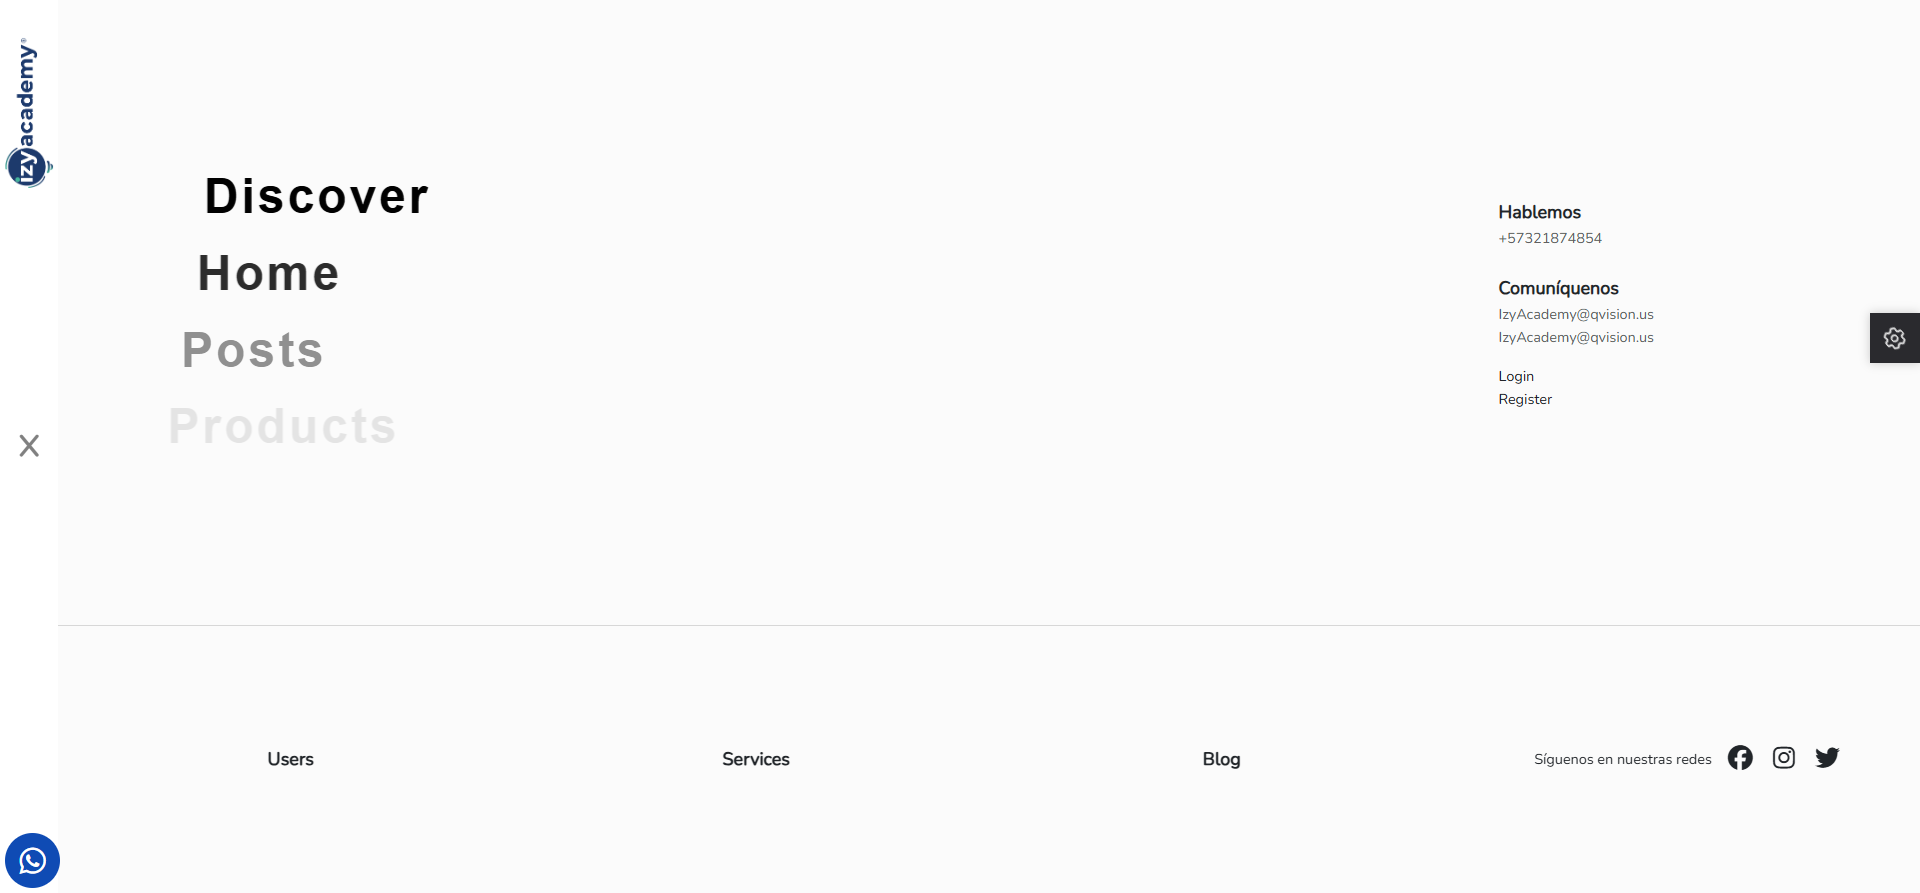 izyacademy®
Discover
Home
Posts
Products
Hablemos
+57321874854
Comuníquenos
IzyAcademy@qvision.us
IzyAcademy@qvision.us
Login
Register
Users
Services
Blog
Síguenos en nuestras redes